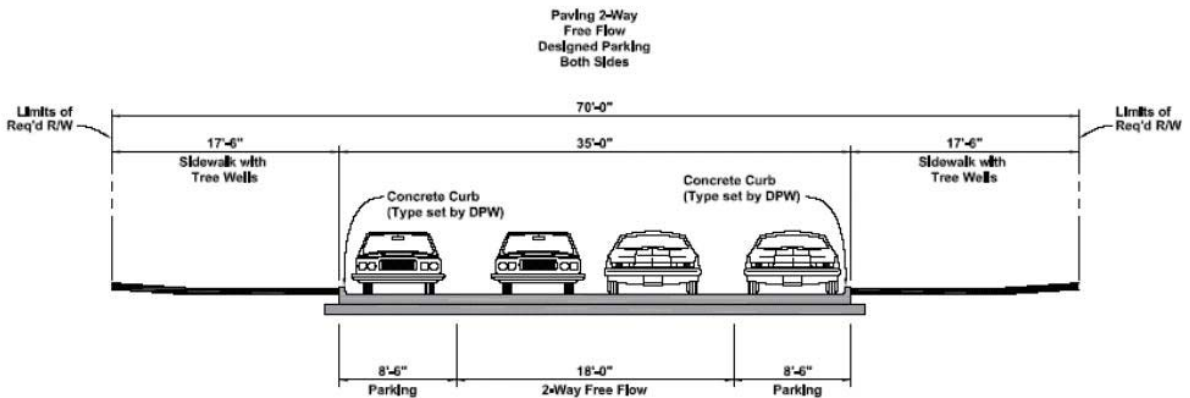 Paving 2-Way
Free Flow
Designed Parking
Both Sides
Limits of
Req'd R/W
70'-0"
Limits of
Req'd R/W
17'-6"
35'-0"
17'-6"
Sidewalk with
Tree Wells
Sidewalk with
Tree Wells
Concrete Curb
(Type set by DPW)
Concrete Curb
(Type set by DPW)
8'-6"
18'-0"
8'-6"
Parking
2-Way Free Flow
Parking